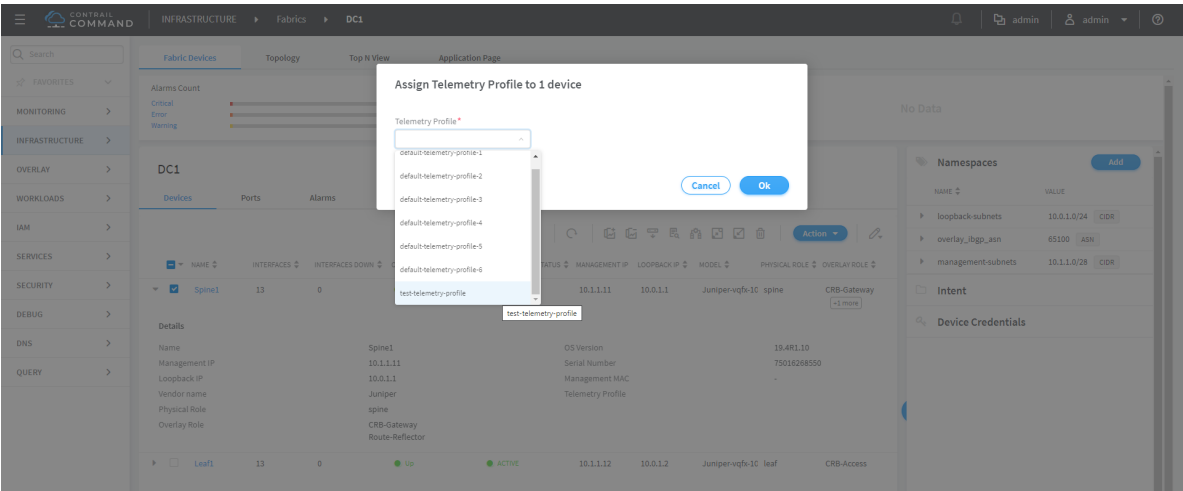 CONTRAIL
COMMAND
INFRASTRUCTURE
Fabrics
DC1
admin
admin
Search
FAVORITES
MONITORING
INFRASTRUCTURE
OVERLAY
WORKLOADS
IAM
SERVICES
SECURITY
DEBUG
DNS
QUERY
Fabric Devices
Topology
Top N View
Application Page
Alarms Count
Critical
Error
Warning
No Data
Assign Telemetry Profile to 1 device
Telemetry Profile*
default-telemetry-profile-1
default-telemetry-profile-2
default-telemetry-profile-3
default-telemetry-profile-4
default-telemetry-profile-5
default-telemetry-profile-6
test-telemetry-profile
test-telemetry-profile
Cancel
Ok
DC1
Devices
Ports
Alarms
Action
NAME INTERFACES INTERFACES DOWN MANAGEMENT IP LOOPBACK IP MODEL PHYSICAL ROLE OVERLAY ROLE
Spine1 13 0 10.1.1.11 10.0.1.1 Juniper-vqfx-10 spine CRB-Gateway
+1 more
Details
Name Spine1 OS Version 19.4R1.10
Management IP 10.1.1.11 Serial Number 75016268550
Loopback IP 10.0.1.1 Management MAC -
Vendor name Juniper Telemetry Profile
Physical Role spine
Overlay Role CRB-Gateway
Route-Reflector
Leaf1 13 0 Up ACTIVE 10.1.1.12 10.0.1.2 Juniper-vqfx-10 leaf CRB-Access
Namespaces
Add
NAME VALUE
loopback-subnets 10.0.1.0/24 CIDR
overlay_ibgp_asn 65100 ASN
management-subnets 10.1.1.0/28 CIDR
Intent
Device Credentials